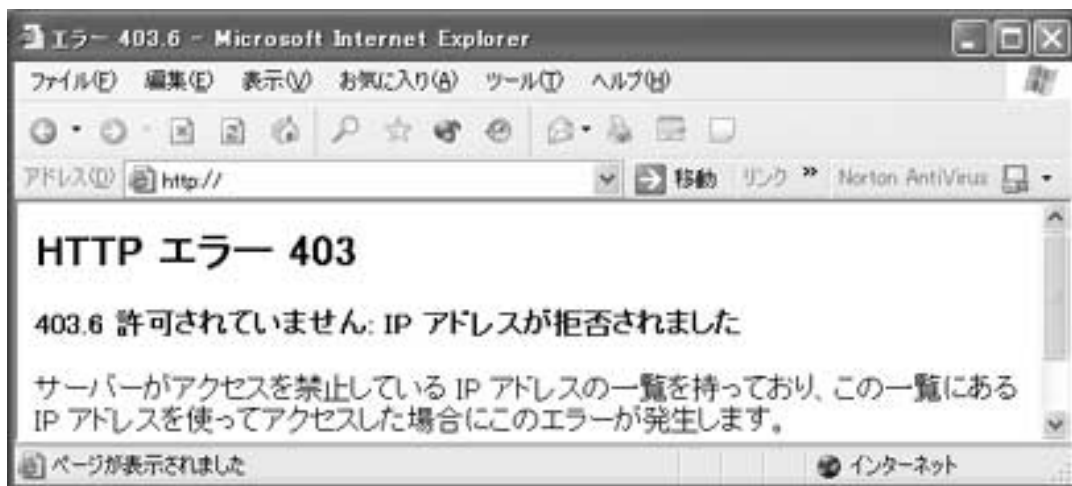 エラー 403.6 - Microsoft Internet Explorer
ファイル(F) 編集(E) 表示(V) お気に入り(A) ツール(T) ヘルプ(H)
アドレス(D) http:// 移動 リンク » Norton AntiVirus
HTTP エラー 403
403.6 許可されていません: IP アドレスが拒否されました
サーバーがアクセスを禁止している IP アドレスの一覧を持っており、この一覧にある
IP アドレスを使ってアクセスした場合にこのエラーが発生します。
ページが表示されました インターネット